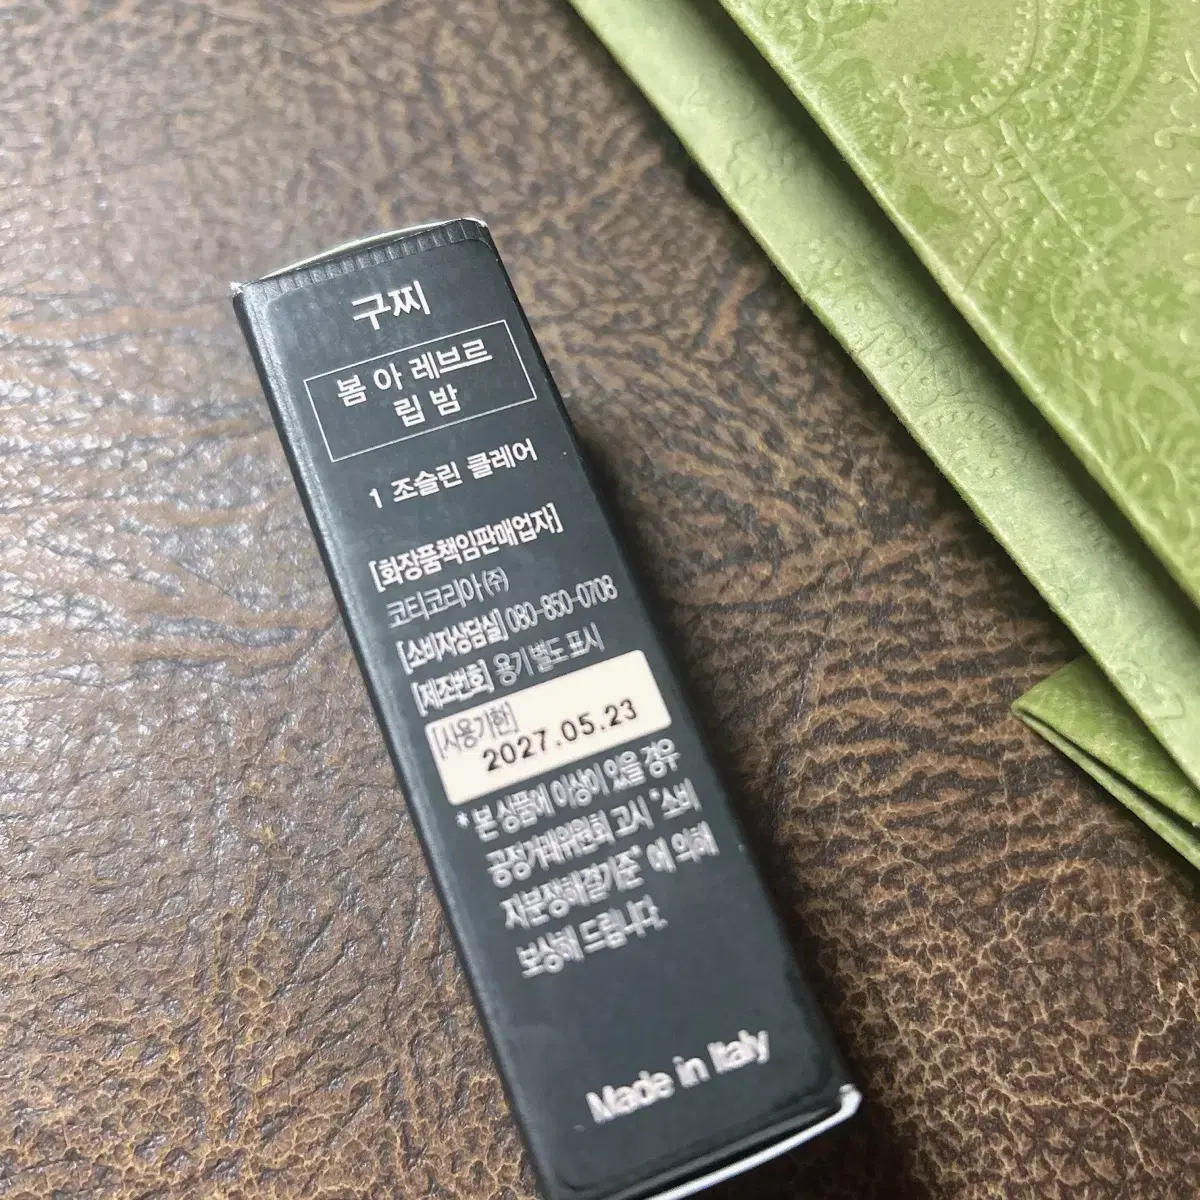 구찌
봄 아 레브르
립 밤
1 조슬린 클레어
[화장품책임판매업자]
코티코리아(주)
[소비자상담실] 080-850-0708
[제조번호] 용기 별도 표시
[사용기한]
2027.05.23
* 본 상품에 이상이 있을 경우
공정거래위원회 고시 "소비
자분쟁해결기준"에 의해
보상해 드립니다.
Made in Italy